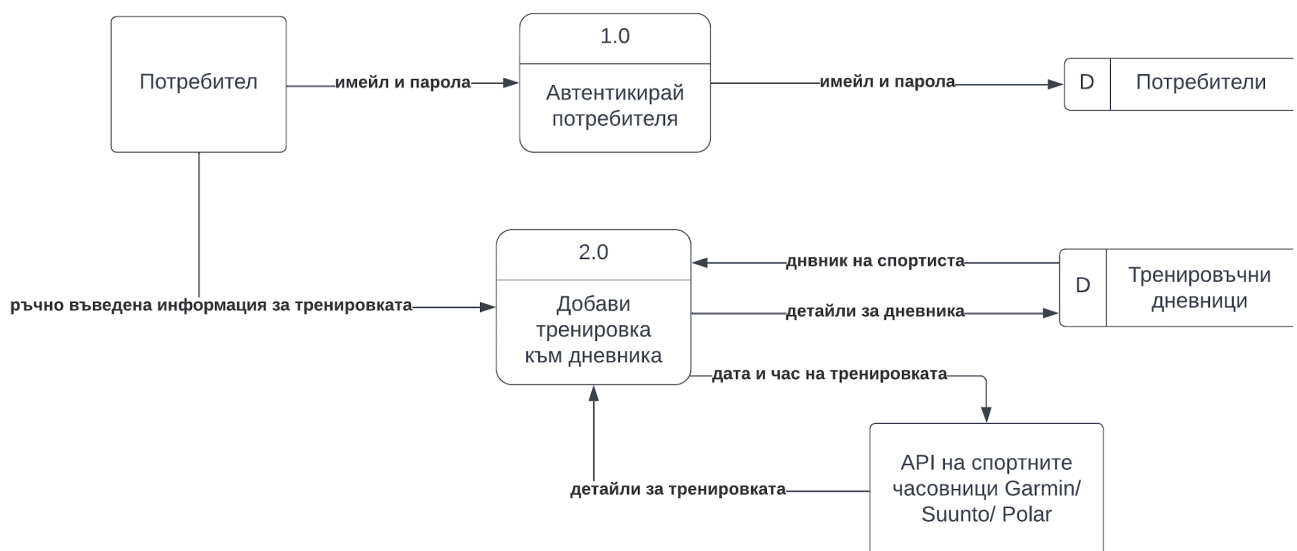 1.0
Потребител
имейл и парола
Автентикирай
потребителя
имейл и парола
D
Потребители
2.0
Добави
тренировка
към дневника
ръчно въведена информация за тренировката
днвник на спортиста
детайли за дневника
D
Тренировъчни
дневници
дата и час на тренировката
API на спортните
часовници Garmin/
Suunto/ Polar
детайли за тренировката